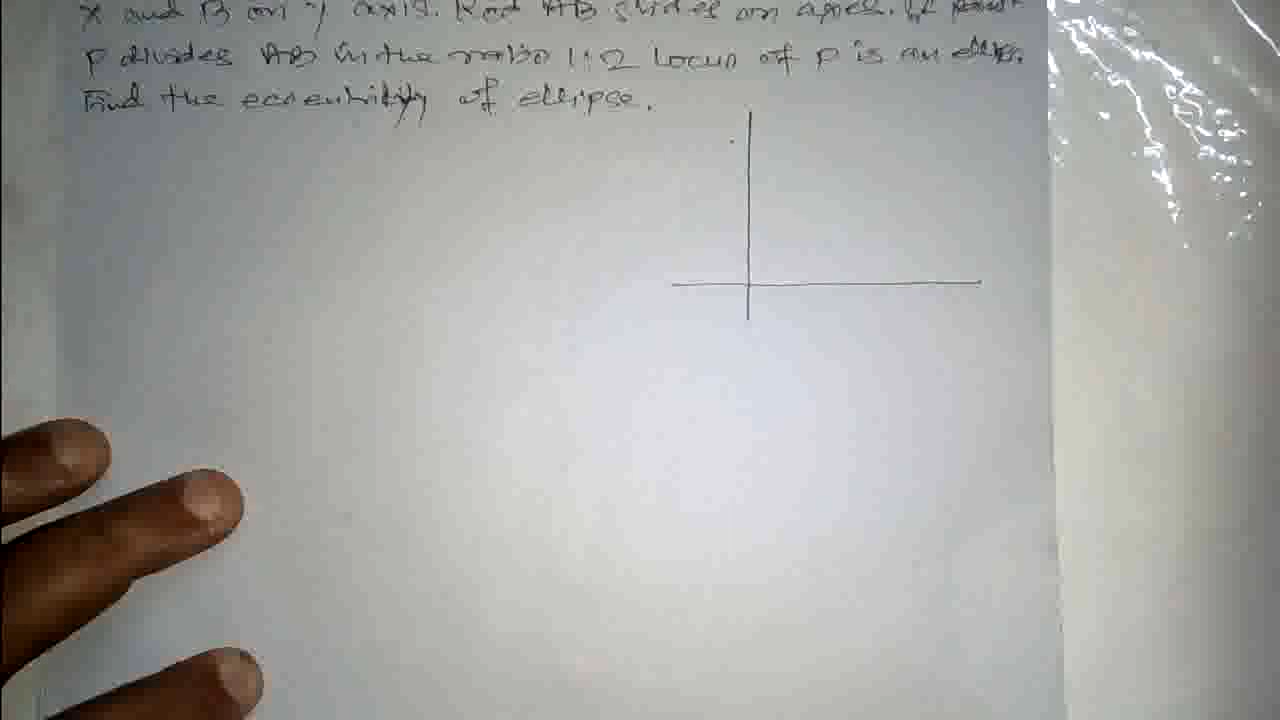 x and B on y axis. Rod AB slides on axes. If point
P divides AB in the ratio 1:2 Locus of P is an ellipse.
Find the eccentricity of ellipse.